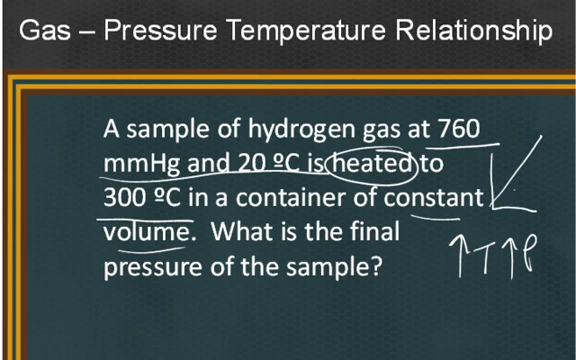 Gas – Pressure Temperature Relationship
A sample of hydrogen gas at 760
mmHg and 20 ºC is heated to
300 ºC in a container of constant
volume.  What is the final
pressure of the sample?
↑T↑P